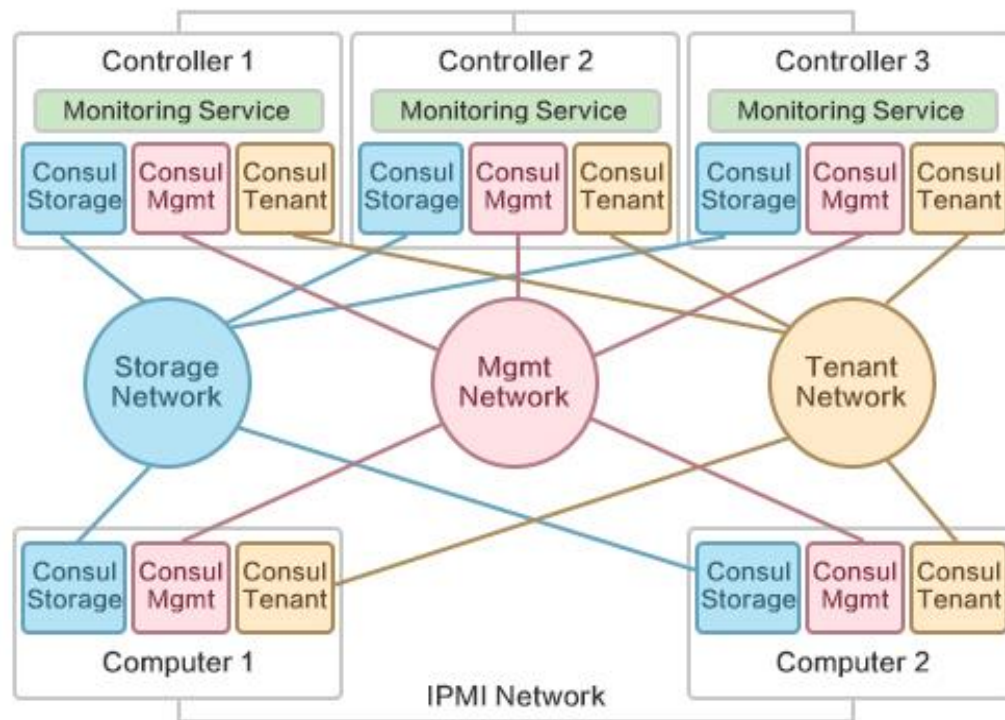 Controller 1
Controller 2
Controller 3
Monitoring Service
Monitoring Service
Monitoring Service
Consul
Storage
Consul
Mgmt
Consul
Tenant
Consul
Storage
Consul
Mgmt
Consul
Tenant
Consul
Storage
Consul
Mgmt
Consul
Tenant
Storage
Network
Mgmt
Network
Tenant
Network
Consul
Storage
Consul
Mgmt
Consul
Tenant
Consul
Storage
Consul
Mgmt
Consul
Tenant
Computer 1
Computer 2
IPMI Network